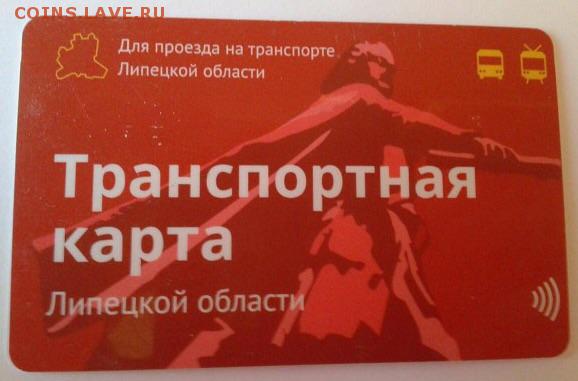 COINS.LAVE.RU
Для проезда на транспорте
Липецкой области
Транспортная
карта
Липецкой области